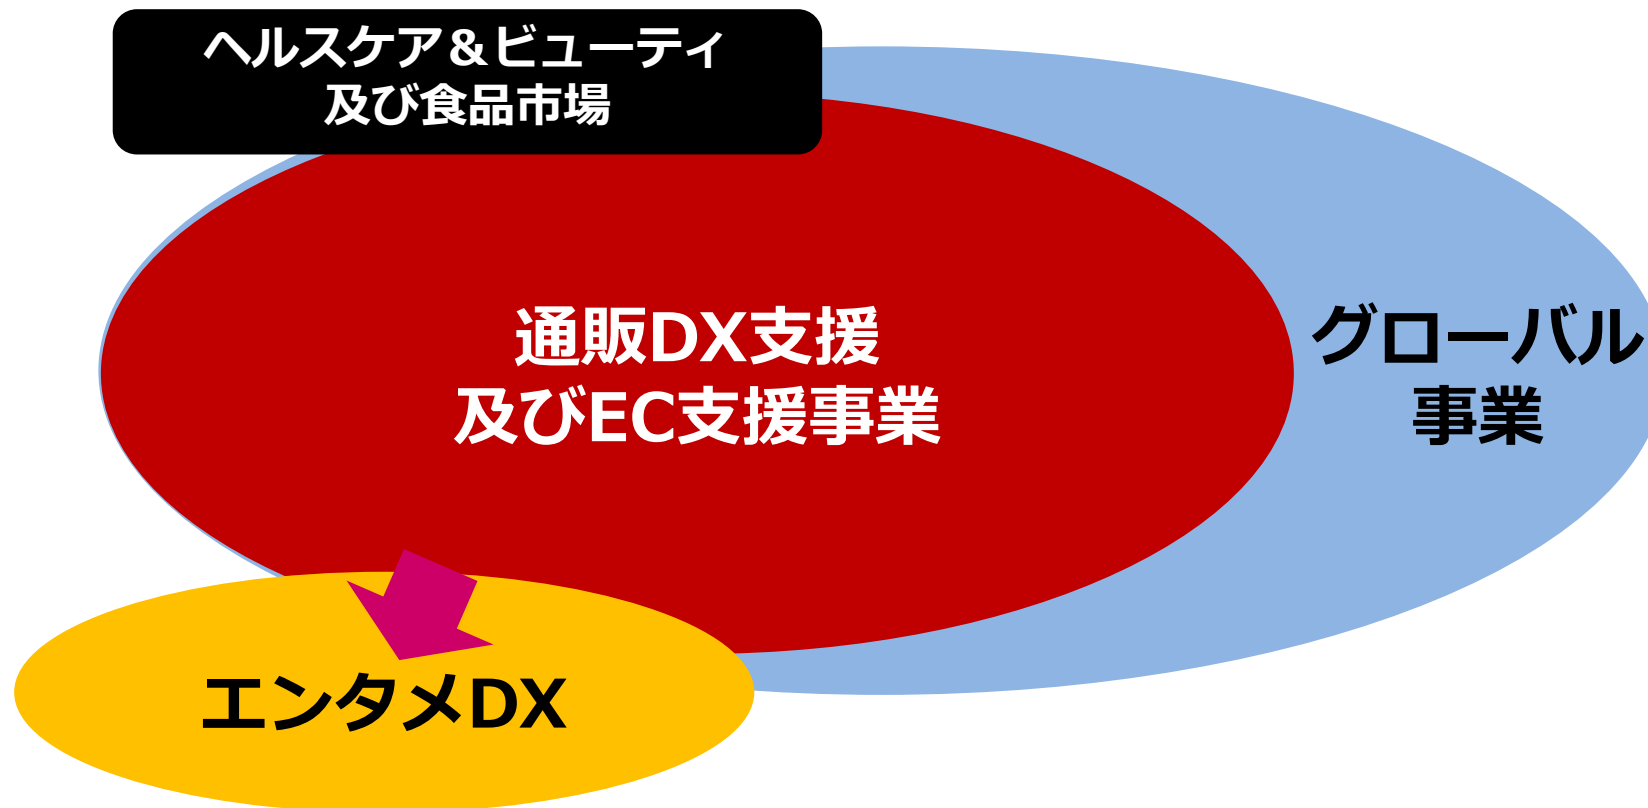 ヘルスケア＆ビューティ
及び食品市場
通販DX支援
及びEC支援事業
グローバル
事業
エンタメDX